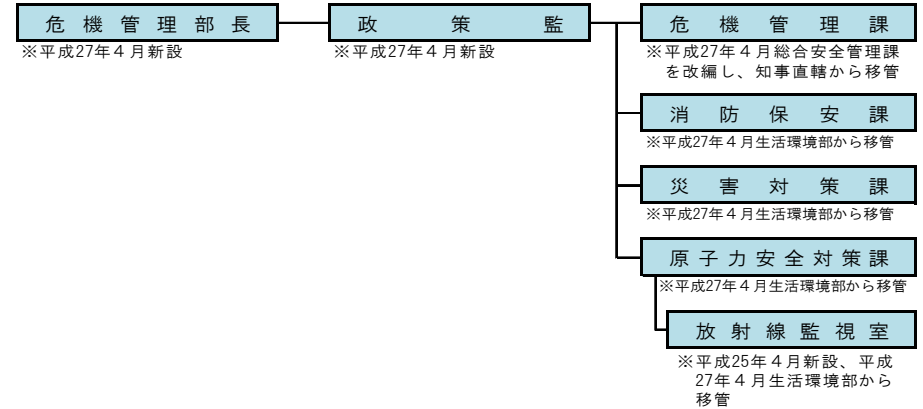 危機管理部長
※平成27年４月新設
政策監
※平成27年４月新設
危機管理課
※平成27年４月総合安全管理課
を改編し、知事直轄から移管
消防保安課
※平成27年４月生活環境部から移管
災害対策課
※平成27年４月生活環境部から移管
原子力安全対策課
※平成27年４月生活環境部から移管
放射線監視室
※平成25年４月新設、平成
27年４月生活環境部から
移管